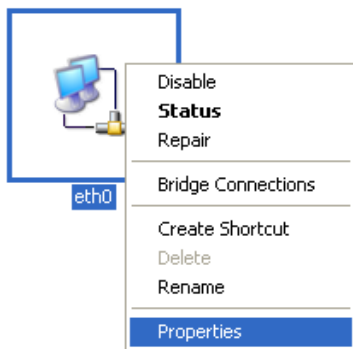 eth0
Disable
Status
Repair
Bridge Connections
Create Shortcut
Delete
Rename
Properties